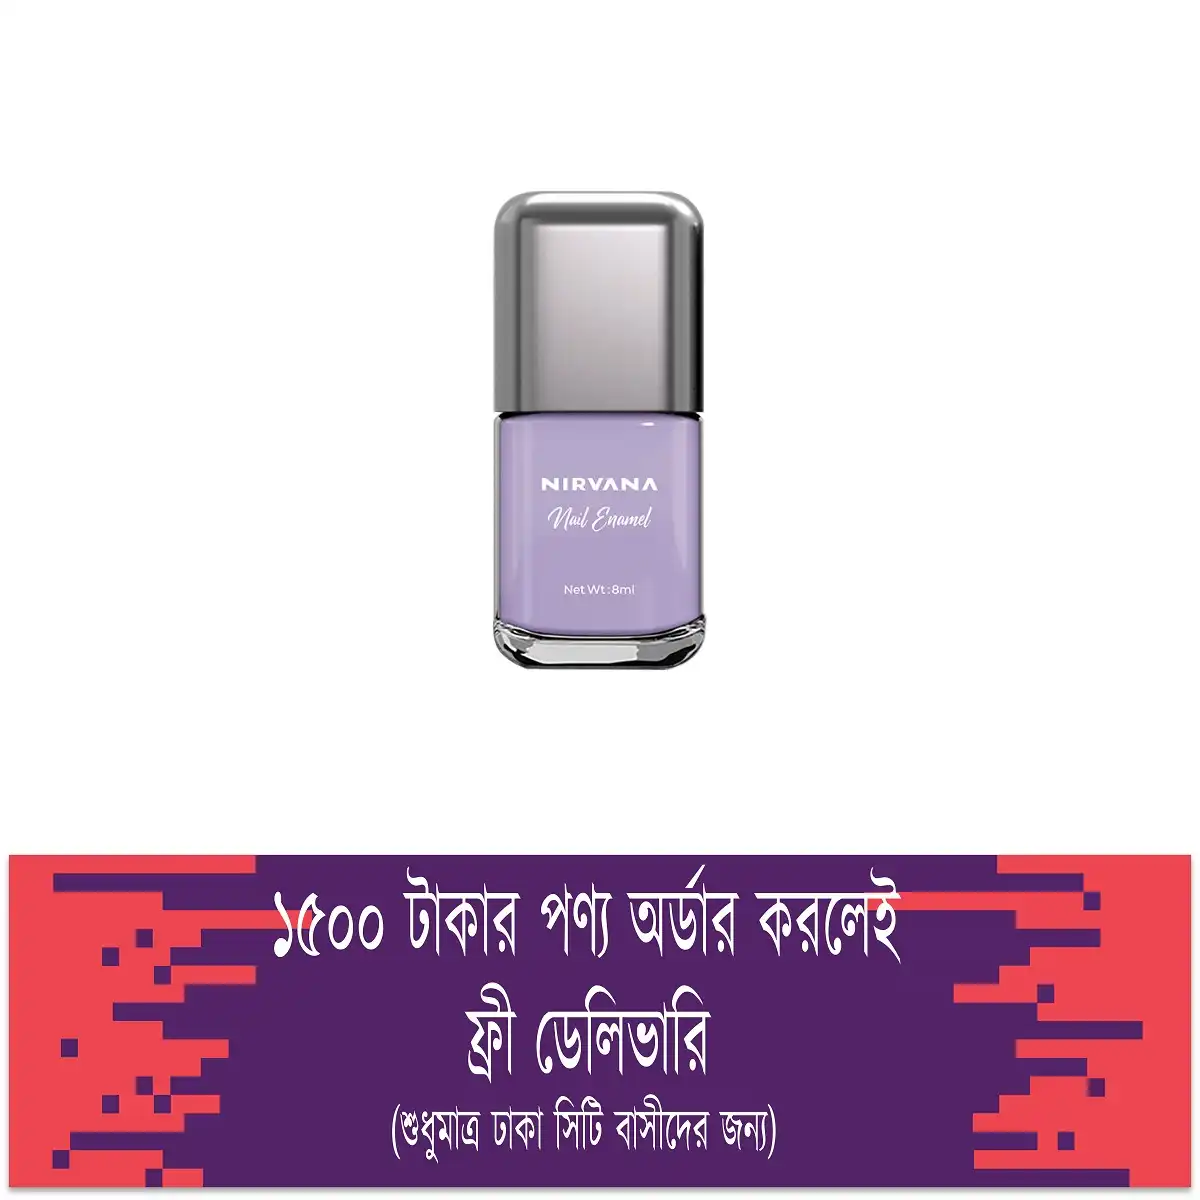 NIRVANA
Nail Enamel
Net Wt:8ml
১৫০০ টাকার পণ্য অর্ডার করলেই
ফ্রী ডেলিভারি
(শুধুমাত্র ঢাকা সিটি বাসীদের জন্য)